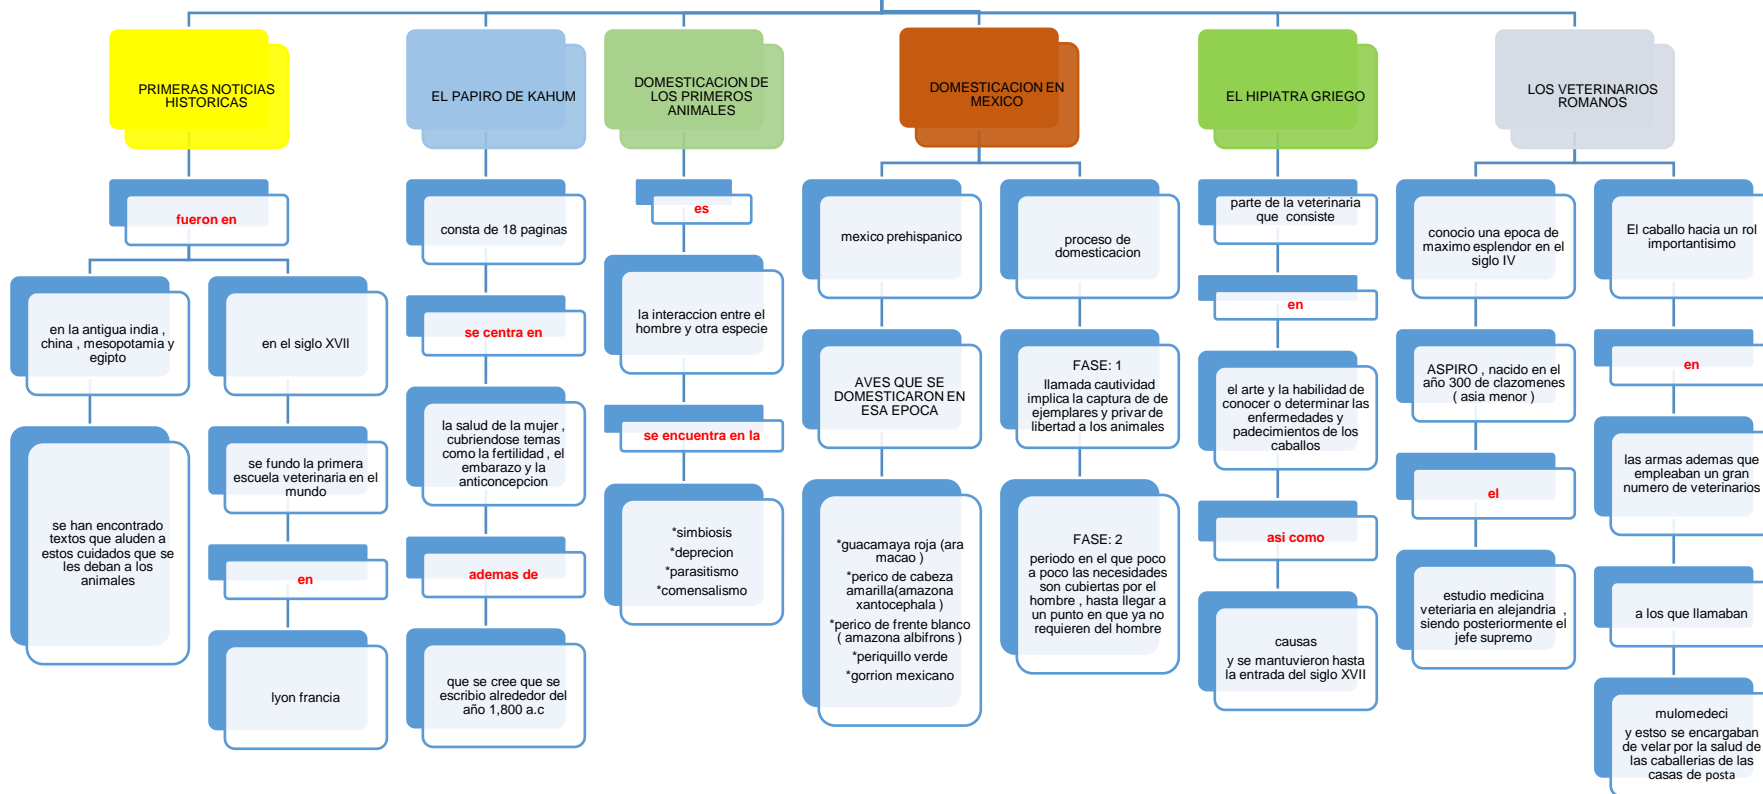 PRIMERAS NOTICIAS
HISTORICAS
fueron en
en la antigua india ,
china , mesopotamia y
egipto
se han encontrado
textos que aluden a
estos cuidados que se
les deban a los
animales
en el siglo XVII
se fundo la primera
escuela veterinaria en el
mundo
en
lyon francia
EL PAPIRO DE KAHUM
consta de 18 paginas
se centra en
la salud de la mujer ,
cubriendose temas
como la fertilidad , el
embarazo y la
anticoncepcion
ademas de
que se cree que se
escribio alrededor del
año 1,800 a.c
DOMESTICACION DE
LOS PRIMEROS
ANIMALES
es
la interaccion entre el
hombre y otra especie
se encuentra en la
*simbiosis
*deprecion
*parasitismo
*comensalismo
DOMESTICACION EN
MEXICO
mexico prehispanico
AVES QUE SE
DOMESTICARON EN
ESA EPOCA
*guacamaya roja (ara
macao )
*perico de cabeza
amarilla(amazona
xantocephala )
*perico de frente blanco
( amazona albifrons )
*periquillo verde
*gorrion mexicano
proceso de
domesticacion
FASE: 1
llamada cautividad
implica la captura de de
ejemplares y privar de
libertad a los animales
FASE: 2
periodo en el que poco
a poco las necesidades
son cubiertas por el
hombre , hasta llegar a
un punto en que ya no
requieren del hombre
EL HIPIATRA GRIEGO
parte de la veterinaria
que consiste
en
el arte y la habilidad de
conocer o determinar las
enfermedades y
padecimientos de los
caballos
asi como
causas
y se mantuvieron hasta
la entrada del siglo XVII
LOS VETERINARIOS
ROMANOS
conocio una epoca de
maximo esplendor en el
siglo IV
ASPIRO , nacido en el
año 300 de clazomenes
( asia menor )
el
estudio medicina
veteriaria en alejandria ,
siendo posteriormente el
jefe supremo
El caballo hacia un rol
importantisimo
en
las armas ademas que
empleaban un gran
numero de veterinarios
a los que llamaban
mulomedeci
y estso se encargaban
de velar por la salud de
las caballerias de las
casas de posta